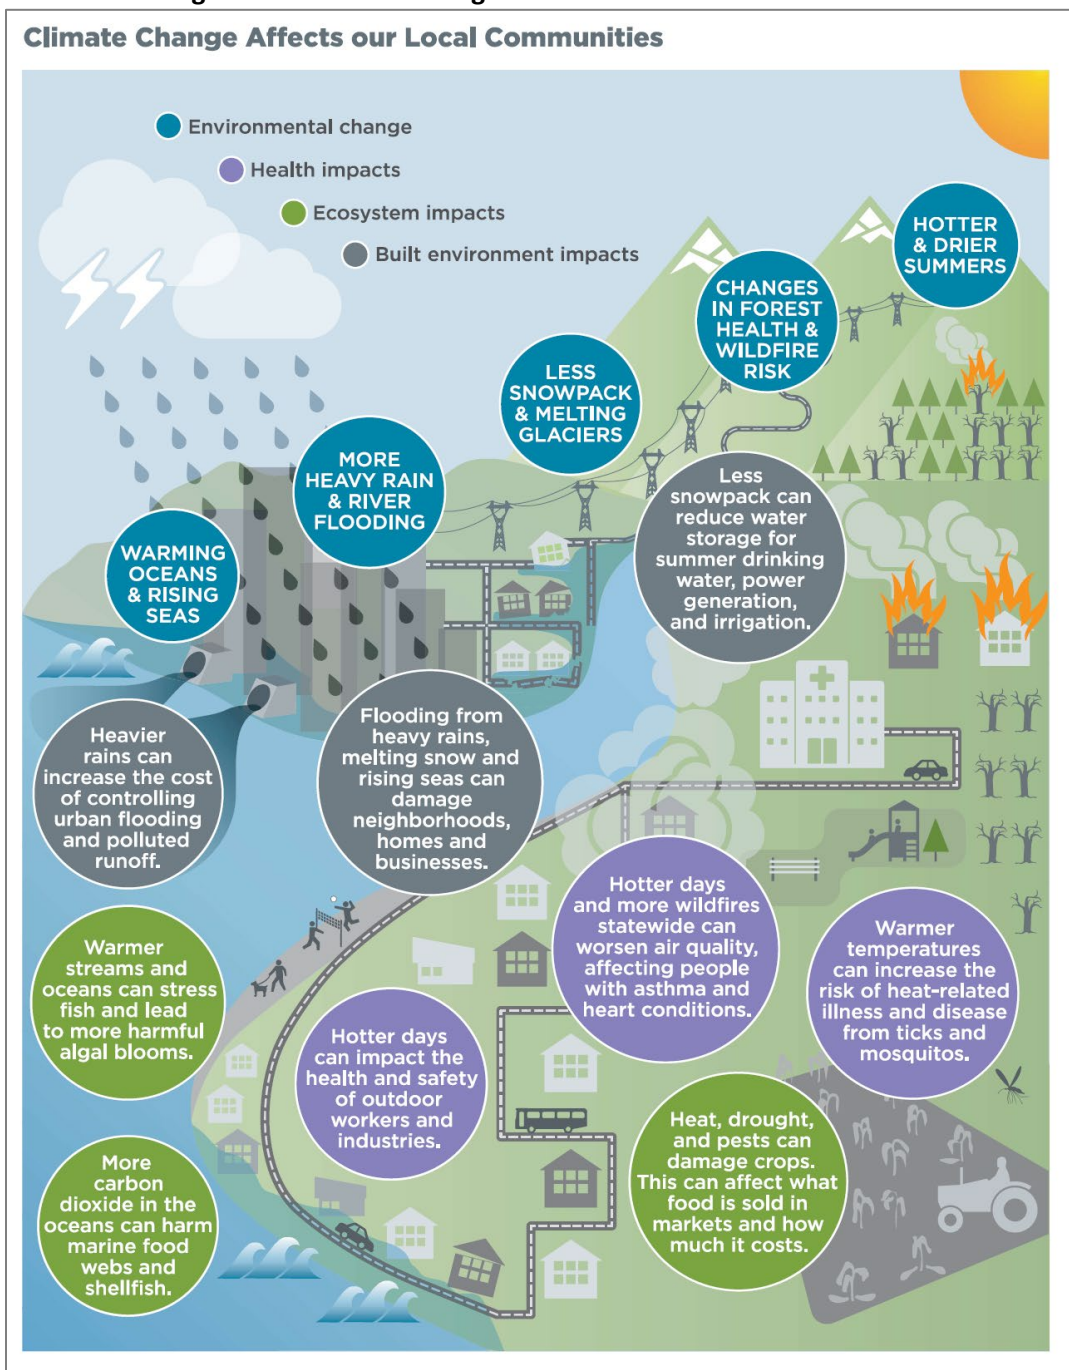 Climate Change Affects our Local Communities
Environmental change
Health impacts
Ecosystem impacts
Built environment impacts
HOTTER
& DRIER
SUMMERS
CHANGES
IN FOREST
HEALTH &
WILDFIRE
RISK
LESS
SNOWPACK
& MELTING
GLACIERS
MORE
HEAVY RAIN
& RIVER
FLOODING
WARMING
OCEANS
& RISING
SEAS
Less
snowpack can
reduce water
storage for
summer drinking
water, power
generation,
and irrigation.
Heavier
rains can
increase the cost
of controlling
urban flooding
and polluted
runoff.
Flooding from
heavy rains,
melting snow and
rising seas can
damage
neighborhoods,
homes and
businesses.
Hotter days
and more wildfires
statewide can
worsen air quality,
affecting people
with asthma and
heart conditions.
Warmer
temperatures
can increase the
risk of heat-related
illness and disease
from ticks and
mosquitos.
Warmer
streams and
oceans can stress
fish and lead
to more harmful
algal blooms.
Hotter days
can impact the
health and safety
of outdoor
workers and
industries.
Heat, drought,
and pests can
damage crops.
This can affect what
food is sold in
markets and how
much it costs.
More
carbon
dioxide in the
oceans can harm
marine food
webs and
shellfish.